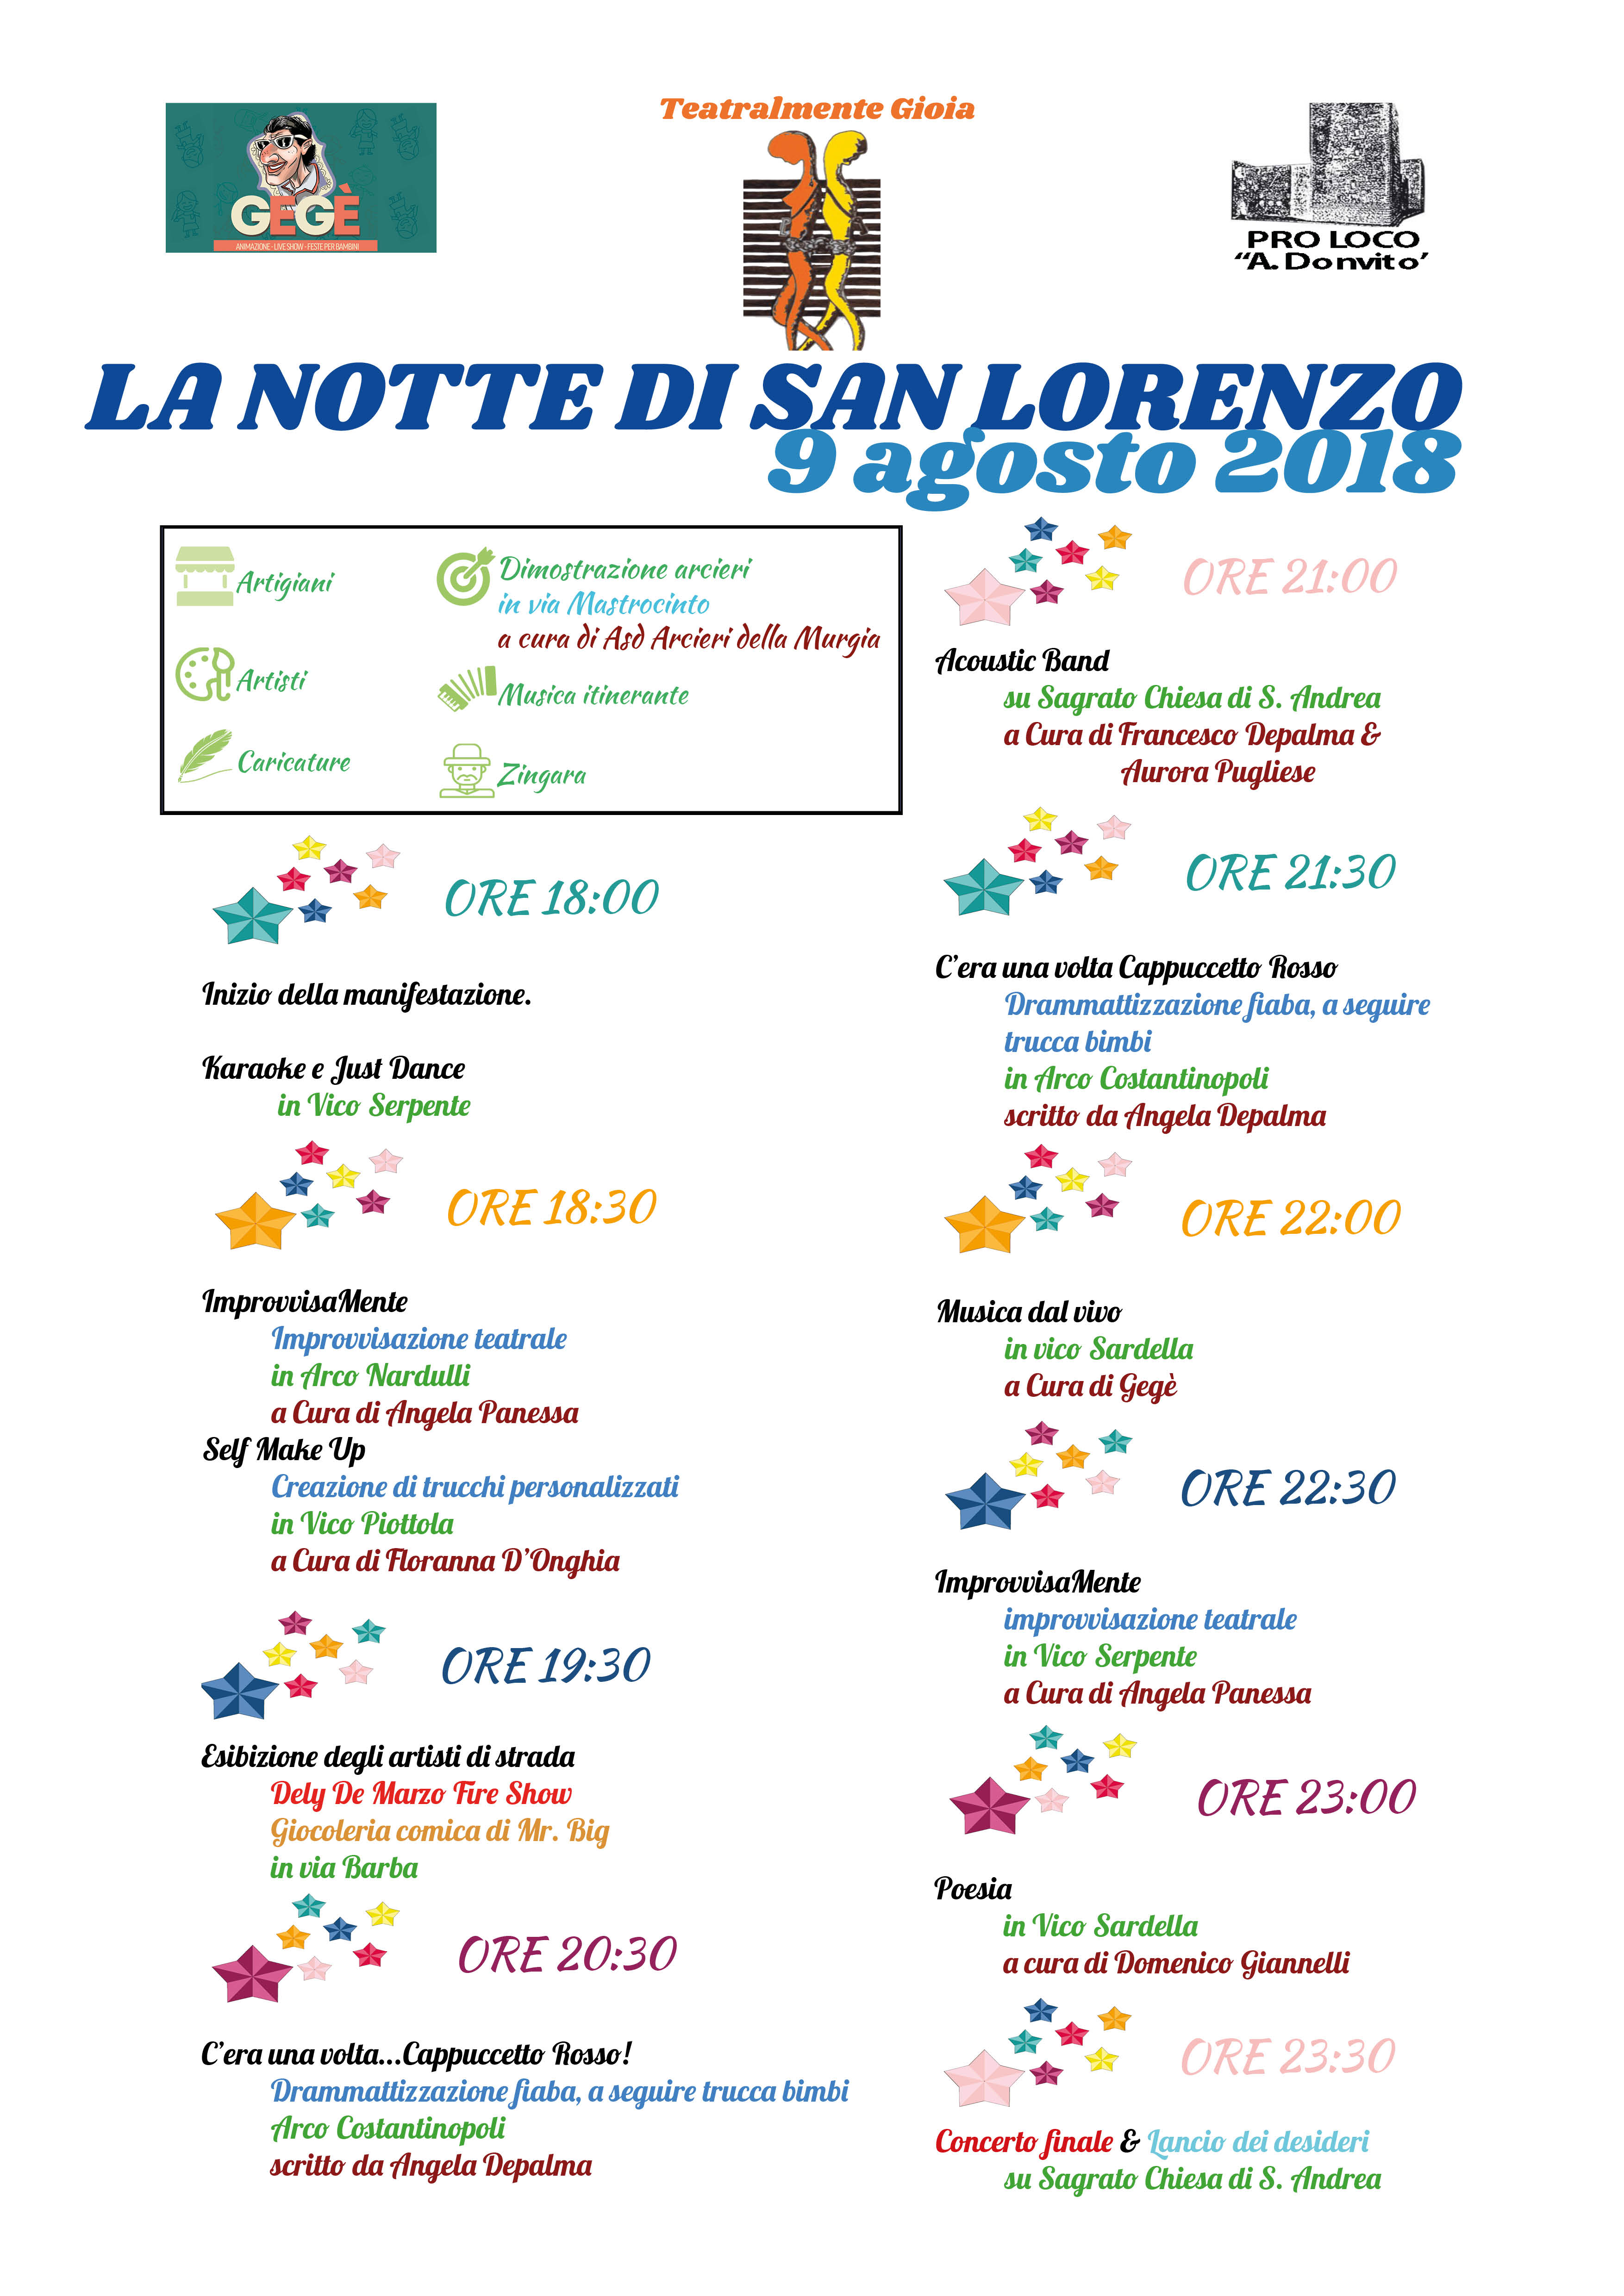 GEGÈ
ANIMAZIONE - LIVE SHOW - FESTE PER BAMBINI
Teatralmente Gioia
PRO LOCO
"A. Donvito'
LA NOTTE DI SAN LORENZO
9 agosto 2018
Artigiani
Artisti
Caricature
Dimostrazione arcieri
in via Mastrocinto
a cura di Asd Arcieri della Murgia
Musica itinerante
Zingara
ORE 18:00
Inizio della manifestazione.
Karaoke e Just Dance
in Vico Serpente
ORE 18:30
ImprovvisaMente
Improvvisazione teatrale
in Arco Nardulli
a Cura di Angela Panessa
Self Make Up
Creazione di trucchi personalizzati
in Vico Piottola
a Cura di Floranna D'Onghia
ORE 19:30
Esibizione degli artisti di strada
Dely De Marzo Fire Show
Giocoleria comica di Mr. Big
in via Barba
ORE 20:30
C'era una volta...Cappuccetto Rosso!
Drammattizzazione fiaba, a seguire trucca bimbi
Arco Costantinopoli
scritto da Angela Depalma
ORE 21:00
Acoustic Band
su Sagrato Chiesa di S. Andrea
a Cura di Francesco Depalma &
Aurora Pugliese
ORE 21:30
C'era una volta Cappuccetto Rosso
Drammattizzazione fiaba, a seguire
trucca bimbi
in Arco Costantinopoli
scritto da Angela Depalma
ORE 22:00
Musica dal vivo
in vico Sardella
a Cura di Gegè
ORE 22:30
ImprovvisaMente
improvvisazione teatrale
in Vico Serpente
a Cura di Angela Panessa
ORE 23:00
Poesia
in Vico Sardella
a cura di Domenico Giannelli
ORE 23:30
Concerto finale & Lancio dei desideri
su Sagrato Chiesa di S. Andrea